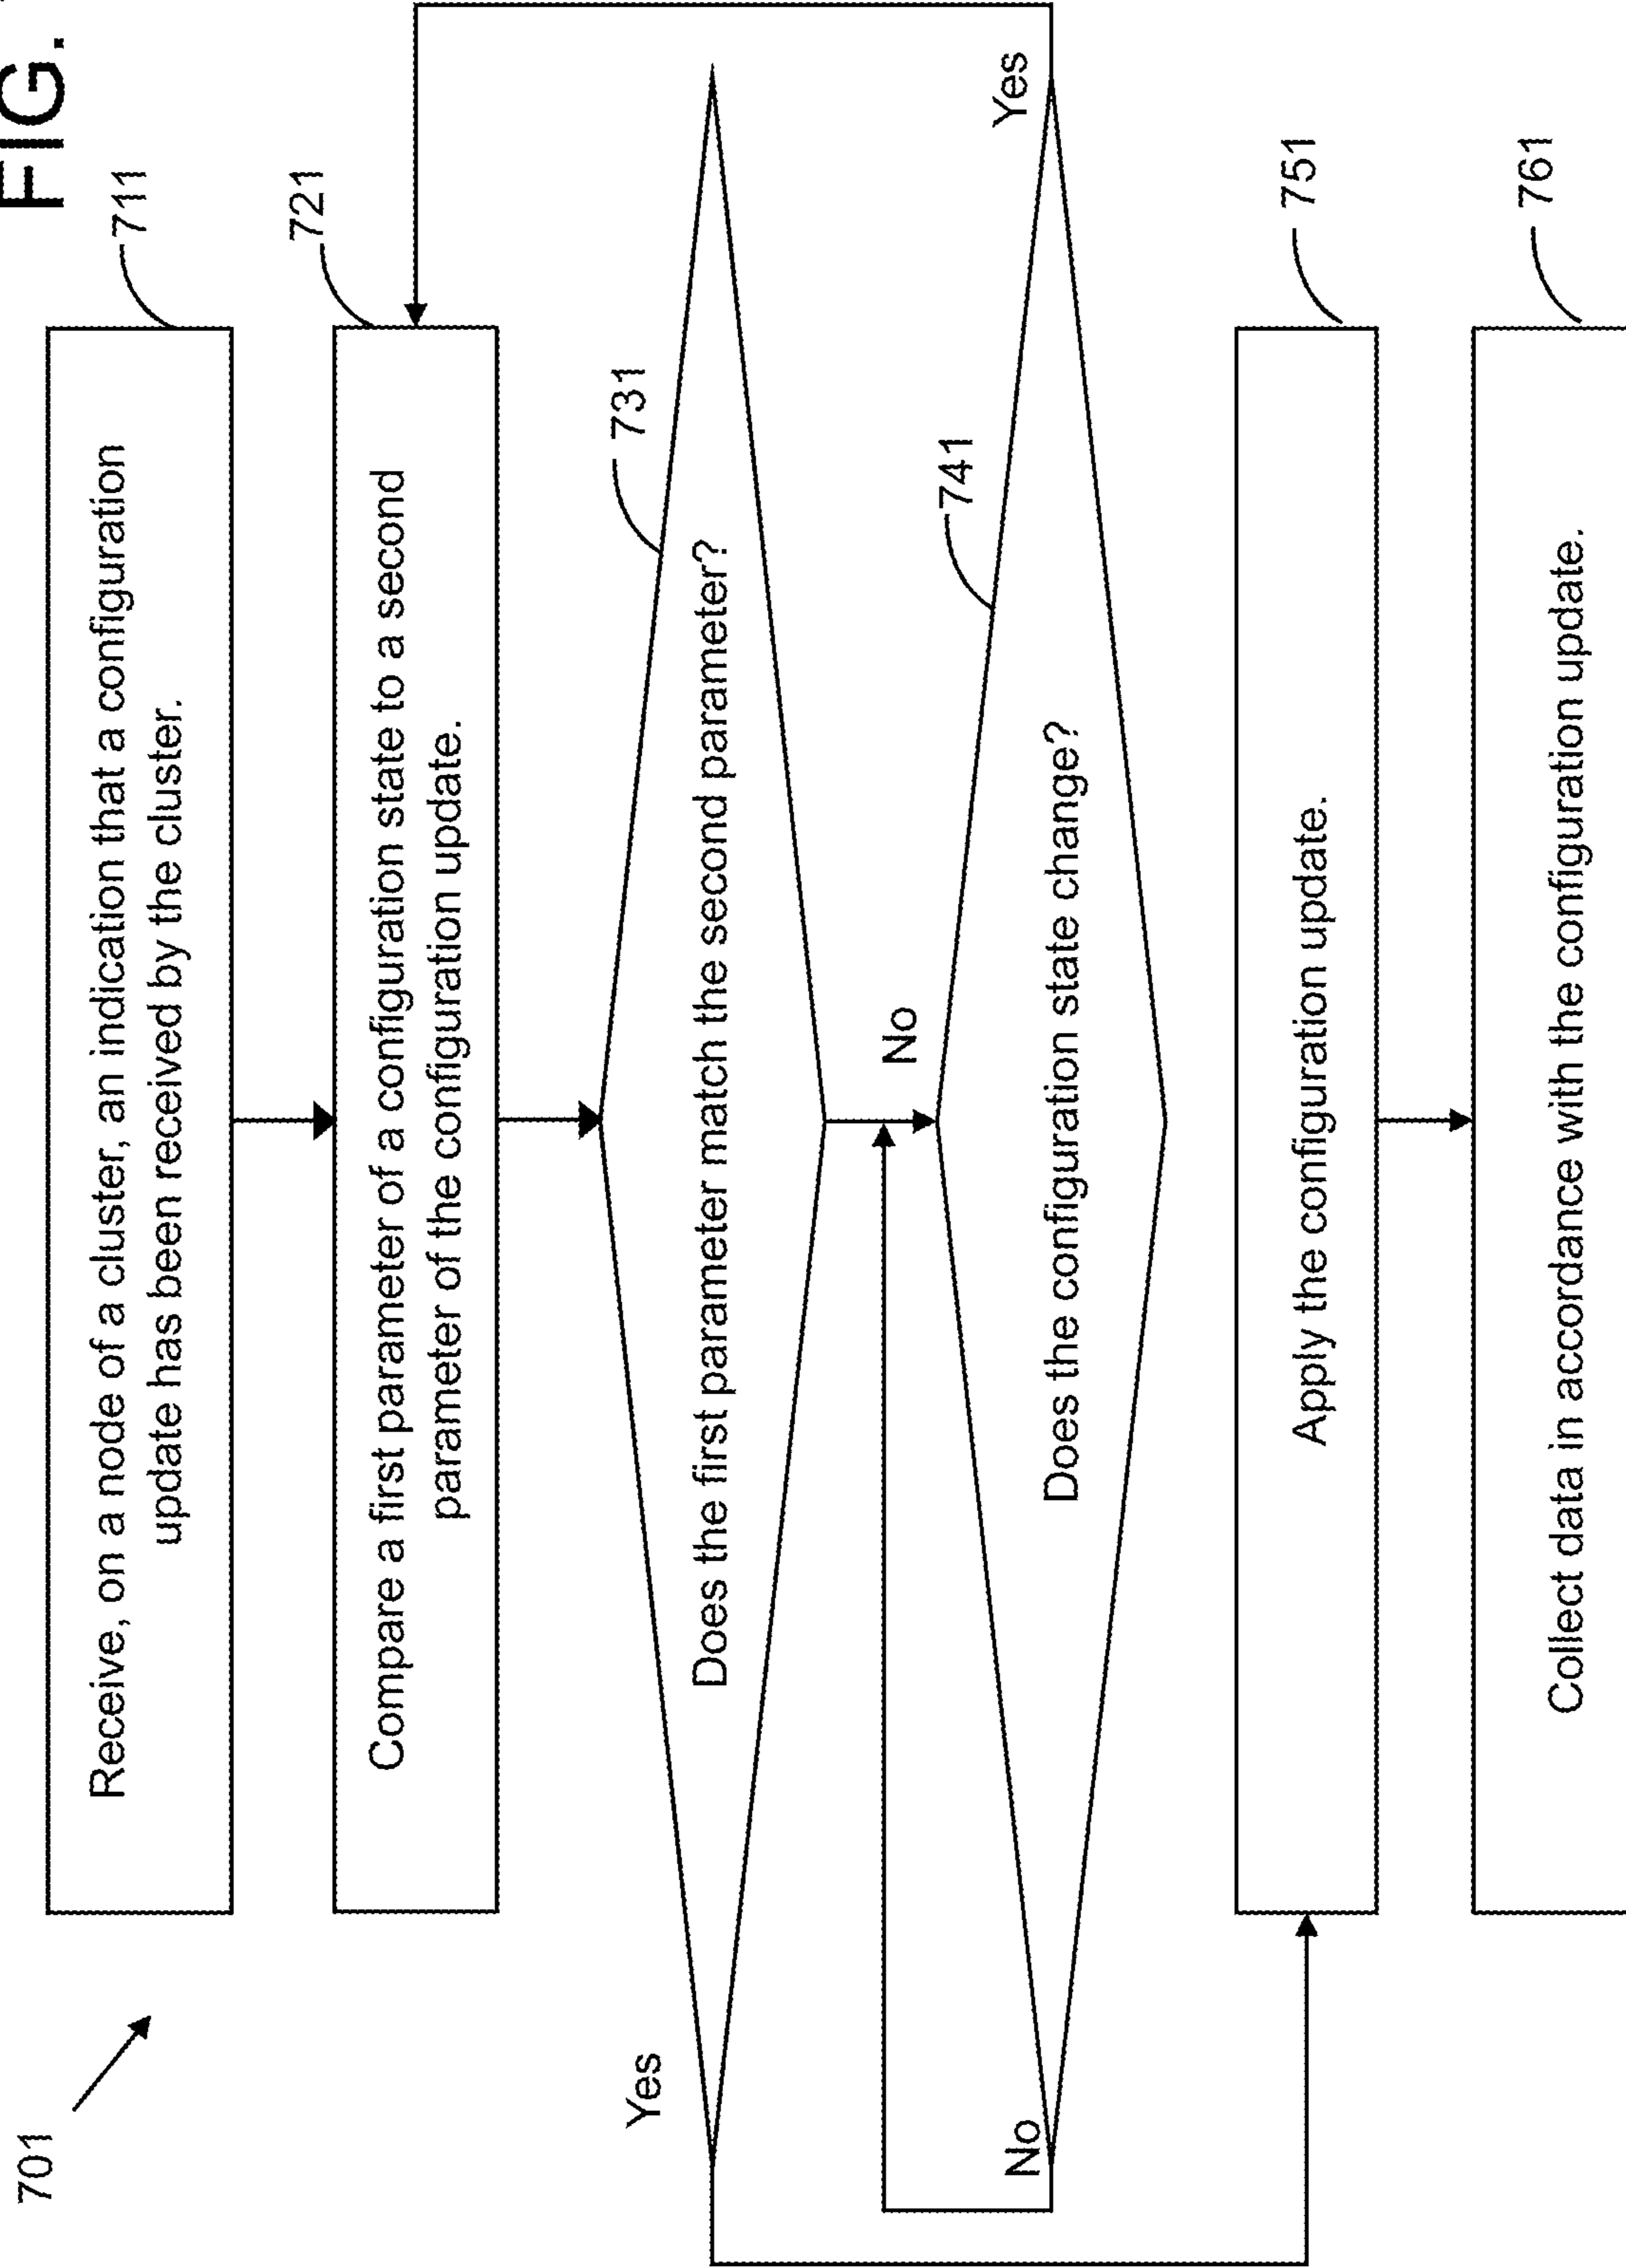 FIG.
701
Receive, on a node of a cluster, an indication that a configuration
update has been received by the cluster.
711
Compare a first parameter of a configuration state to a second
parameter of the configuration update.
721
Yes
Does the first parameter match the second parameter?
731
No
No
Does the configuration state change?
741
Yes
Apply the configuration update.
751
Collect data in accordance with the configuration update.
761